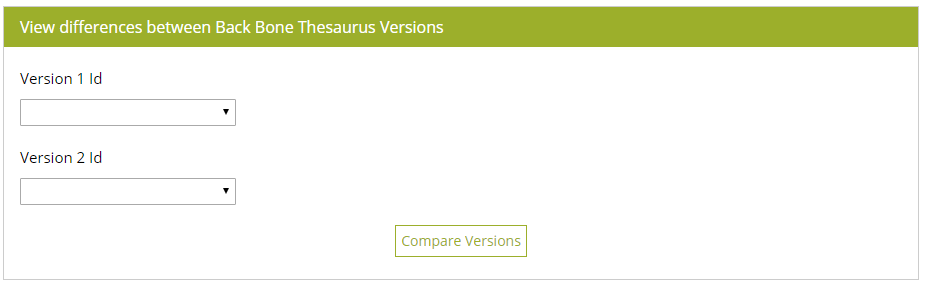 View differences between Back Bone Thesaurus Versions
Version 1 Id
Version 2 Id
Compare Versions